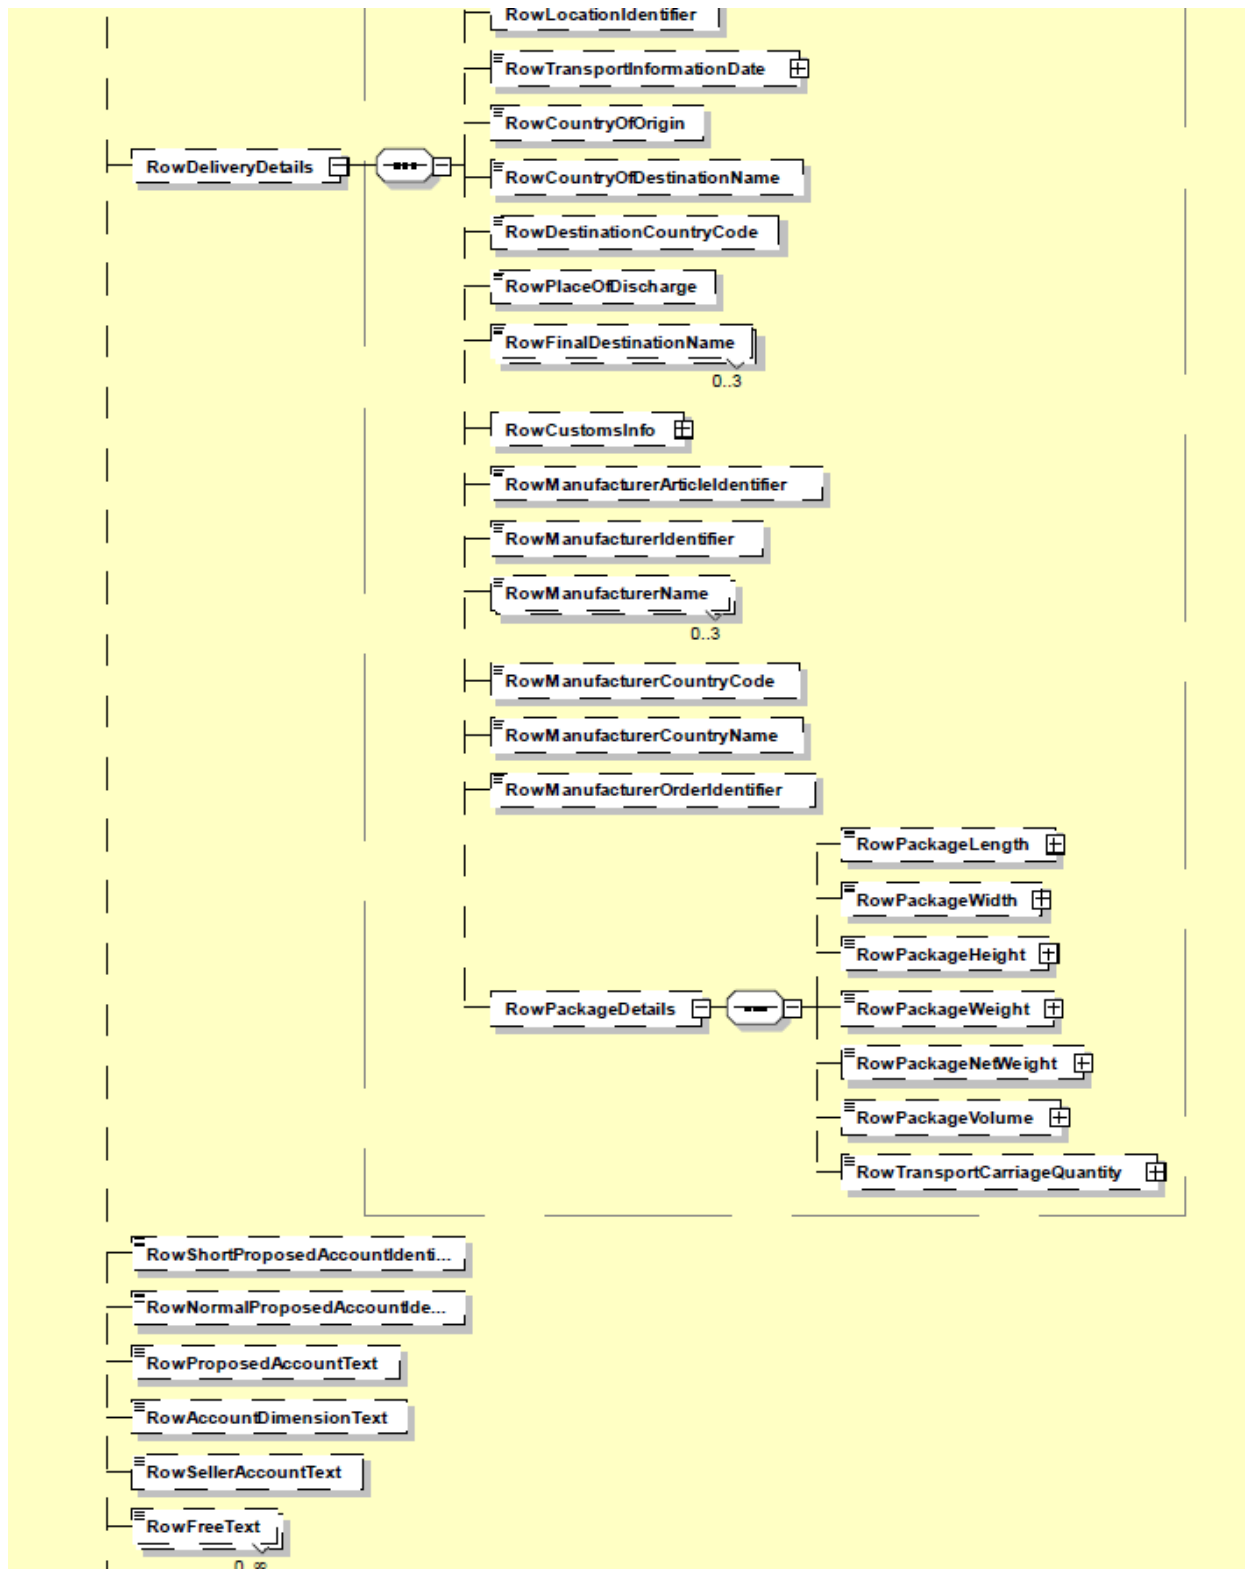 RowLocationIdentifier
RowTransportInformationDate
RowCountryOfOrigin
RowDeliveryDetails
RowCountryOfDestinationName
RowDestinationCountryCode
RowPlaceOfDischarge
RowFinalDestinationName
0..3
RowCustomsInfo
RowManufacturerArticleIdentifier
RowManufacturerIdentifier
RowManufacturerName
0..3
RowManufacturerCountryCode
RowManufacturerCountryName
RowManufacturerOrderIdentifier
RowPackageLength
RowPackageWidth
RowPackageHeight
RowPackageDetails
RowPackageWeight
RowPackageNetWeight
RowPackageVolume
RowTransportCarriageQuantity
RowShortProposedAccountIdenti...
RowNormalProposedAccountIde...
RowProposedAccountText
RowAccountDimensionText
RowSellerAccountText
RowFreeText
0..∞